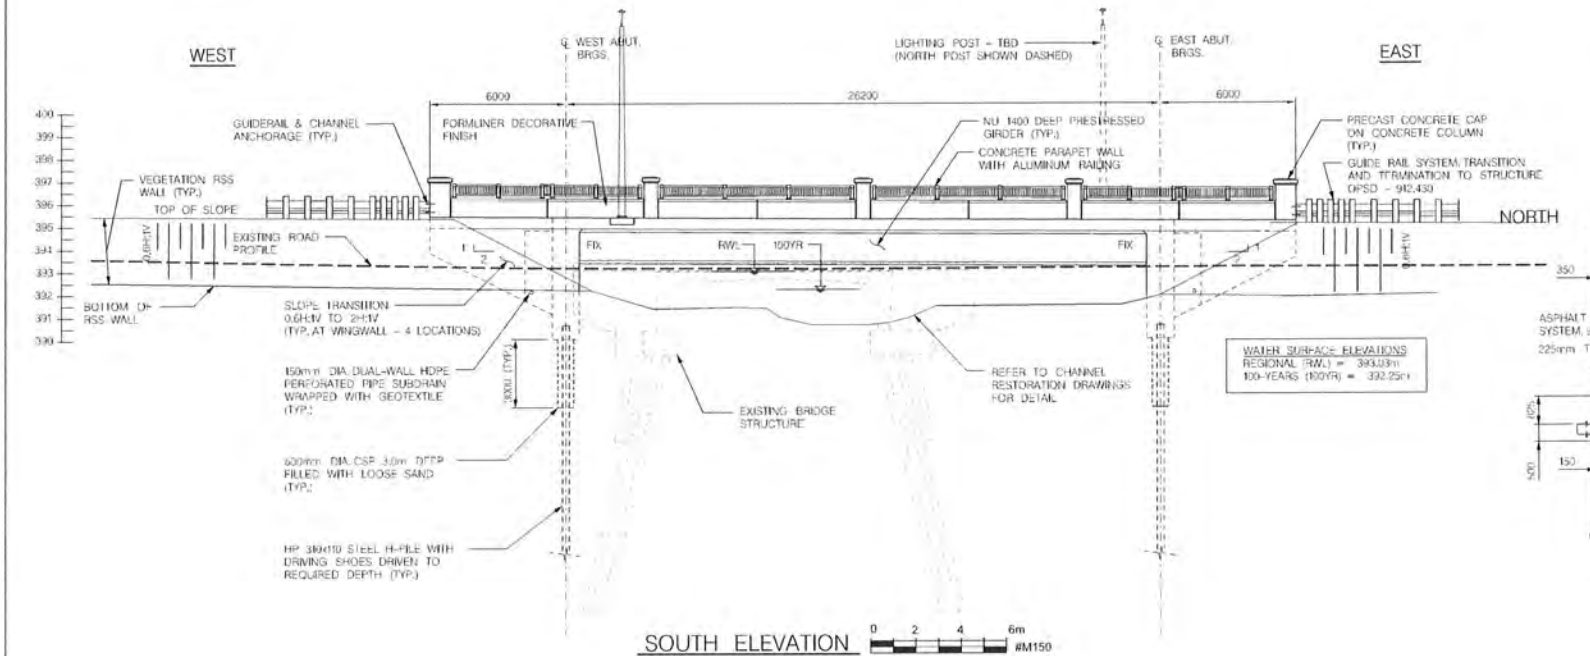 WEST
℄ WEST ABUT.
BRGS.
LIGHTING POST - TBD
(NORTH POST SHOWN DASHED)
℄ EAST ABUT.
BRGS.
EAST
6000
26200
6000
400
399
398
397
396
395
394
393
392
391
390
GUIDERAIL & CHANNEL
ANCHORAGE (TYP.)
FORMLINER DECORATIVE
FINISH
NU 1400 DEEP PRESTRESSED
GIRDER (TYP.)
CONCRETE PARAPET WALL
WITH ALUMINUM RAILING
PRECAST CONCRETE CAP
ON CONCRETE COLUMN
(TYP.)
GUIDE RAIL SYSTEM, TRANSITION
AND TERMINATION TO STRUCTURE
OPSD - 912.430
VEGETATION RSS
WALL (TYP.)
TOP OF SLOPE
NORTH
0.6H:1V
EXISTING ROAD
PROFILE
1
2
FIX
RWL
100YR
FIX
1
2
0.6H:1V
350
BOTTOM OF
RSS WALL
SLOPE TRANSITION
0.6H:1V TO 2H:1V
(TYP. AT WINGWALL - 4 LOCATIONS)
ASPHALT
SYSTEM,
225mm T
WATER SURFACE ELEVATIONS
REGIONAL (RWL) = 393.03m
100-YEARS (100YR) = 392.25m
150mm DIA. DUAL-WALL HDPE
PERFORATED PIPE SUBDRAIN
WRAPPED WITH GEOTEXTILE
(TYP.)
3000 (TYP.)
REFER TO CHANNEL
RESTORATION DRAWINGS
FOR DETAIL
EXISTING BRIDGE
STRUCTURE
825
500
150
600mm DIA. CSP 3.0m DEEP
FILLED WITH LOOSE SAND
(TYP.)
HP 310x110 STEEL H-PILE WITH
DRIVING SHOES DRIVEN TO
REQUIRED DEPTH (TYP.)
SOUTH ELEVATION
0 2 4 6m
#M150